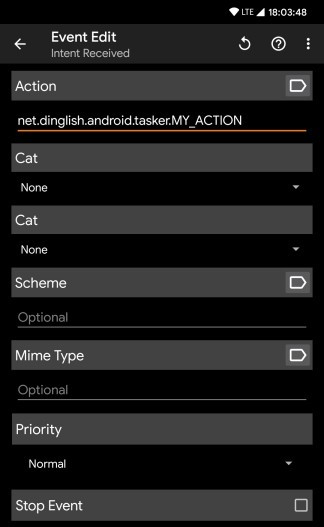 LTE 18:03:48
Event Edit
Intent Received
Action
net.dinglish.android.tasker.MY_ACTION
Cat
None
Cat
None
Scheme
Optional
Mime Type
Optional
Priority
Normal
Stop Event